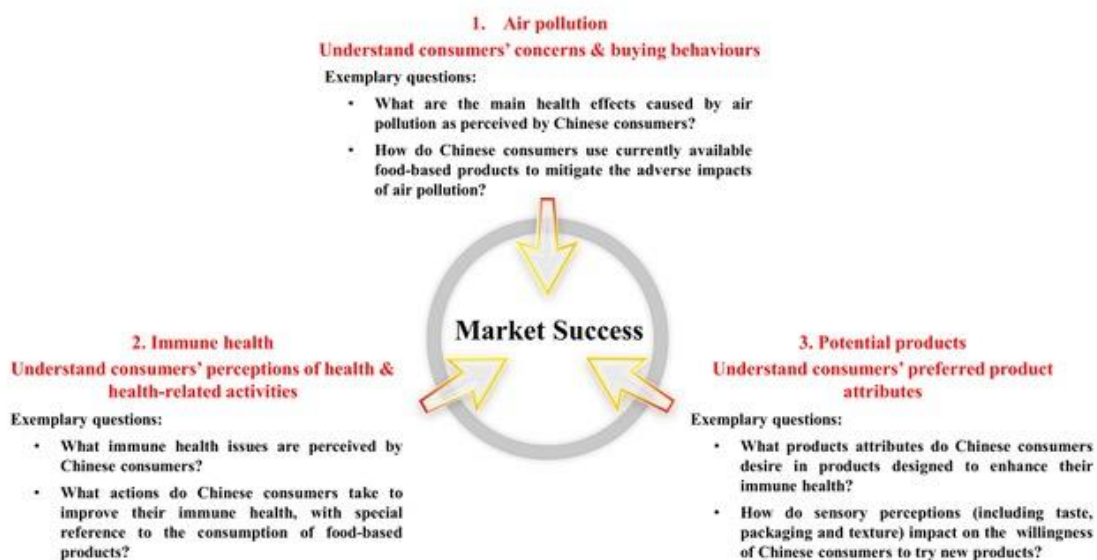 1. Air pollution
Understand consumers' concerns & buying behaviours
Exemplary questions:
• What are the main health effects caused by air
pollution as perceived by Chinese consumers?
• How do Chinese consumers use currently available
food-based products to mitigate the adverse impacts
of air pollution?
Market Success
2. Immune health
Understand consumers' perceptions of health &
health-related activities
Exemplary questions:
• What immune health issues are perceived by
Chinese consumers?
• What actions do Chinese consumers take to
improve their immune health, with special
reference to the consumption of food-based
products?
3. Potential products
Understand consumers' preferred product
attributes
Exemplary questions:
• What products attributes do Chinese consumers
desire in products designed to enhance their
immune health?
• How do sensory perceptions (including taste,
packaging and texture) impact on the willingness
of Chinese consumers to try new products?